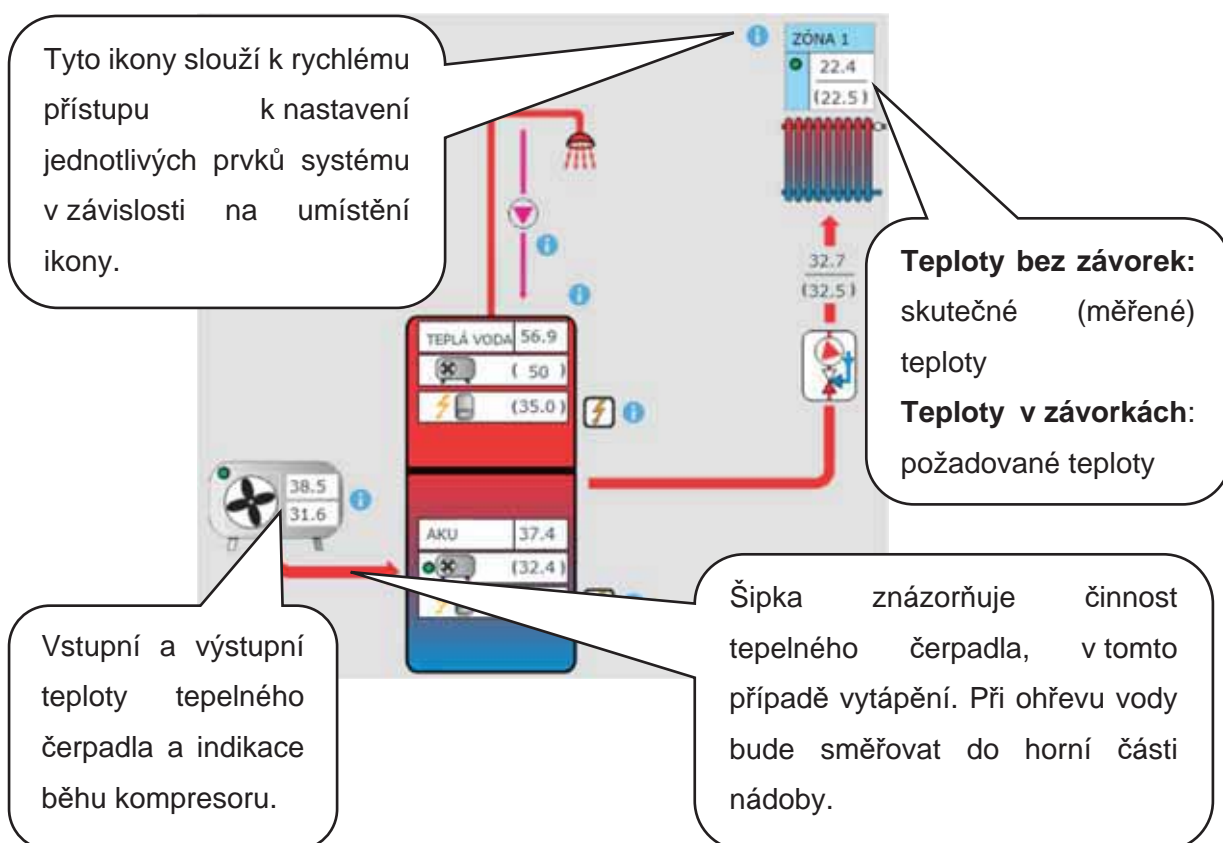 Tyto ikony slouží k rychlému
přístupu k nastavení
jednotlivých prvků systému
v závislosti na umístění
ikony.
ZÓNA 1
22.4
(22.5)
Teploty bez závorek:
skutečné (měřené)
teploty
Teploty v závorkách:
požadované teploty
32.7
(32.5)
TEPLÁ VODA 56.9
( 50 )
(35.0)
38.5
31.6
AKU 37.4
(32.4)
Vstupní a výstupní
teploty tepelného
čerpadla a indikace
běhu kompresoru.
Šipka znázorňuje činnost
tepelného čerpadla, v tomto
případě vytápění. Při ohřevu vody
bude směřovat do horní části
nádoby.